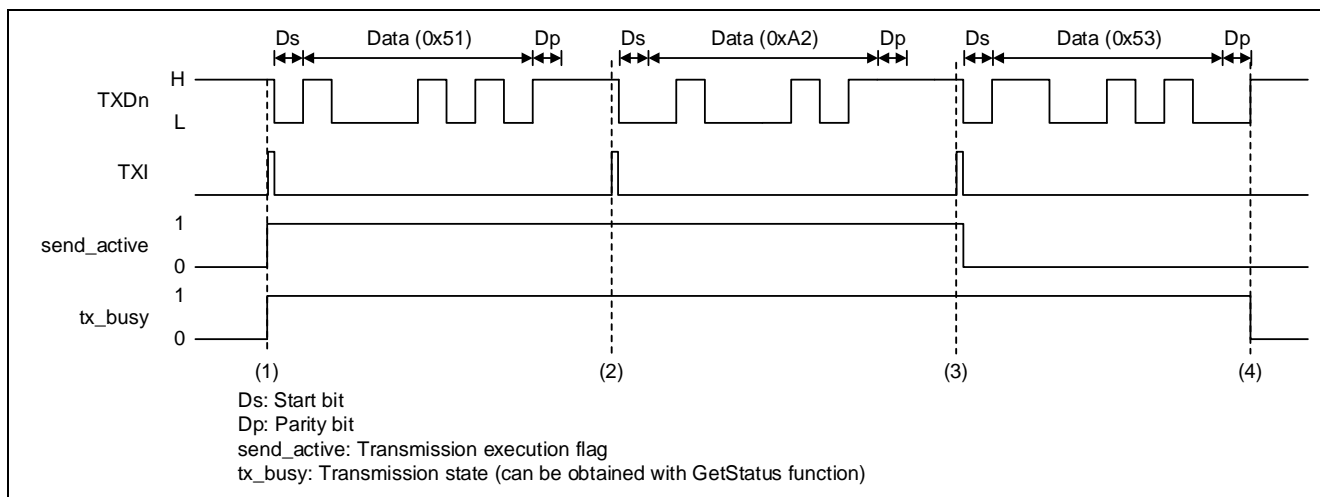 Ds Data (0x51) Dp Ds Data (0xA2) Dp Ds Data (0x53) Dp
H
TXDn
L
TXI
1
send_active
0
1
tx_busy
0
(1) (2) (3) (4)
Ds: Start bit
Dp: Parity bit
send_active: Transmission execution flag
tx_busy: Transmission state (can be obtained with GetStatus function)